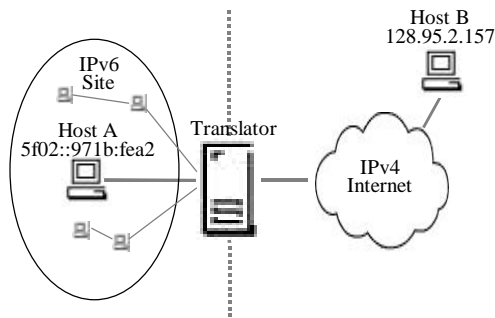 IPv6
Site
Host A
5f02::971b:fea2
Translator
IPv4
Internet
Host B
128.95.2.157